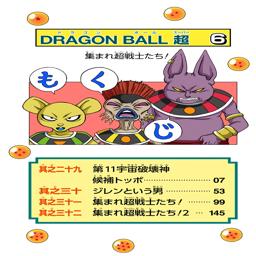 DRAGON BALL 超 6
集まれ超戦士たち!
もくじ
其之二十九 第11宇宙破壊神
候補トッポ 07
其之三十 ジレンという男 53
其之三十一 集まれ超戦士たち! 99
其之三十二 集まれ超戦士たち!2 145